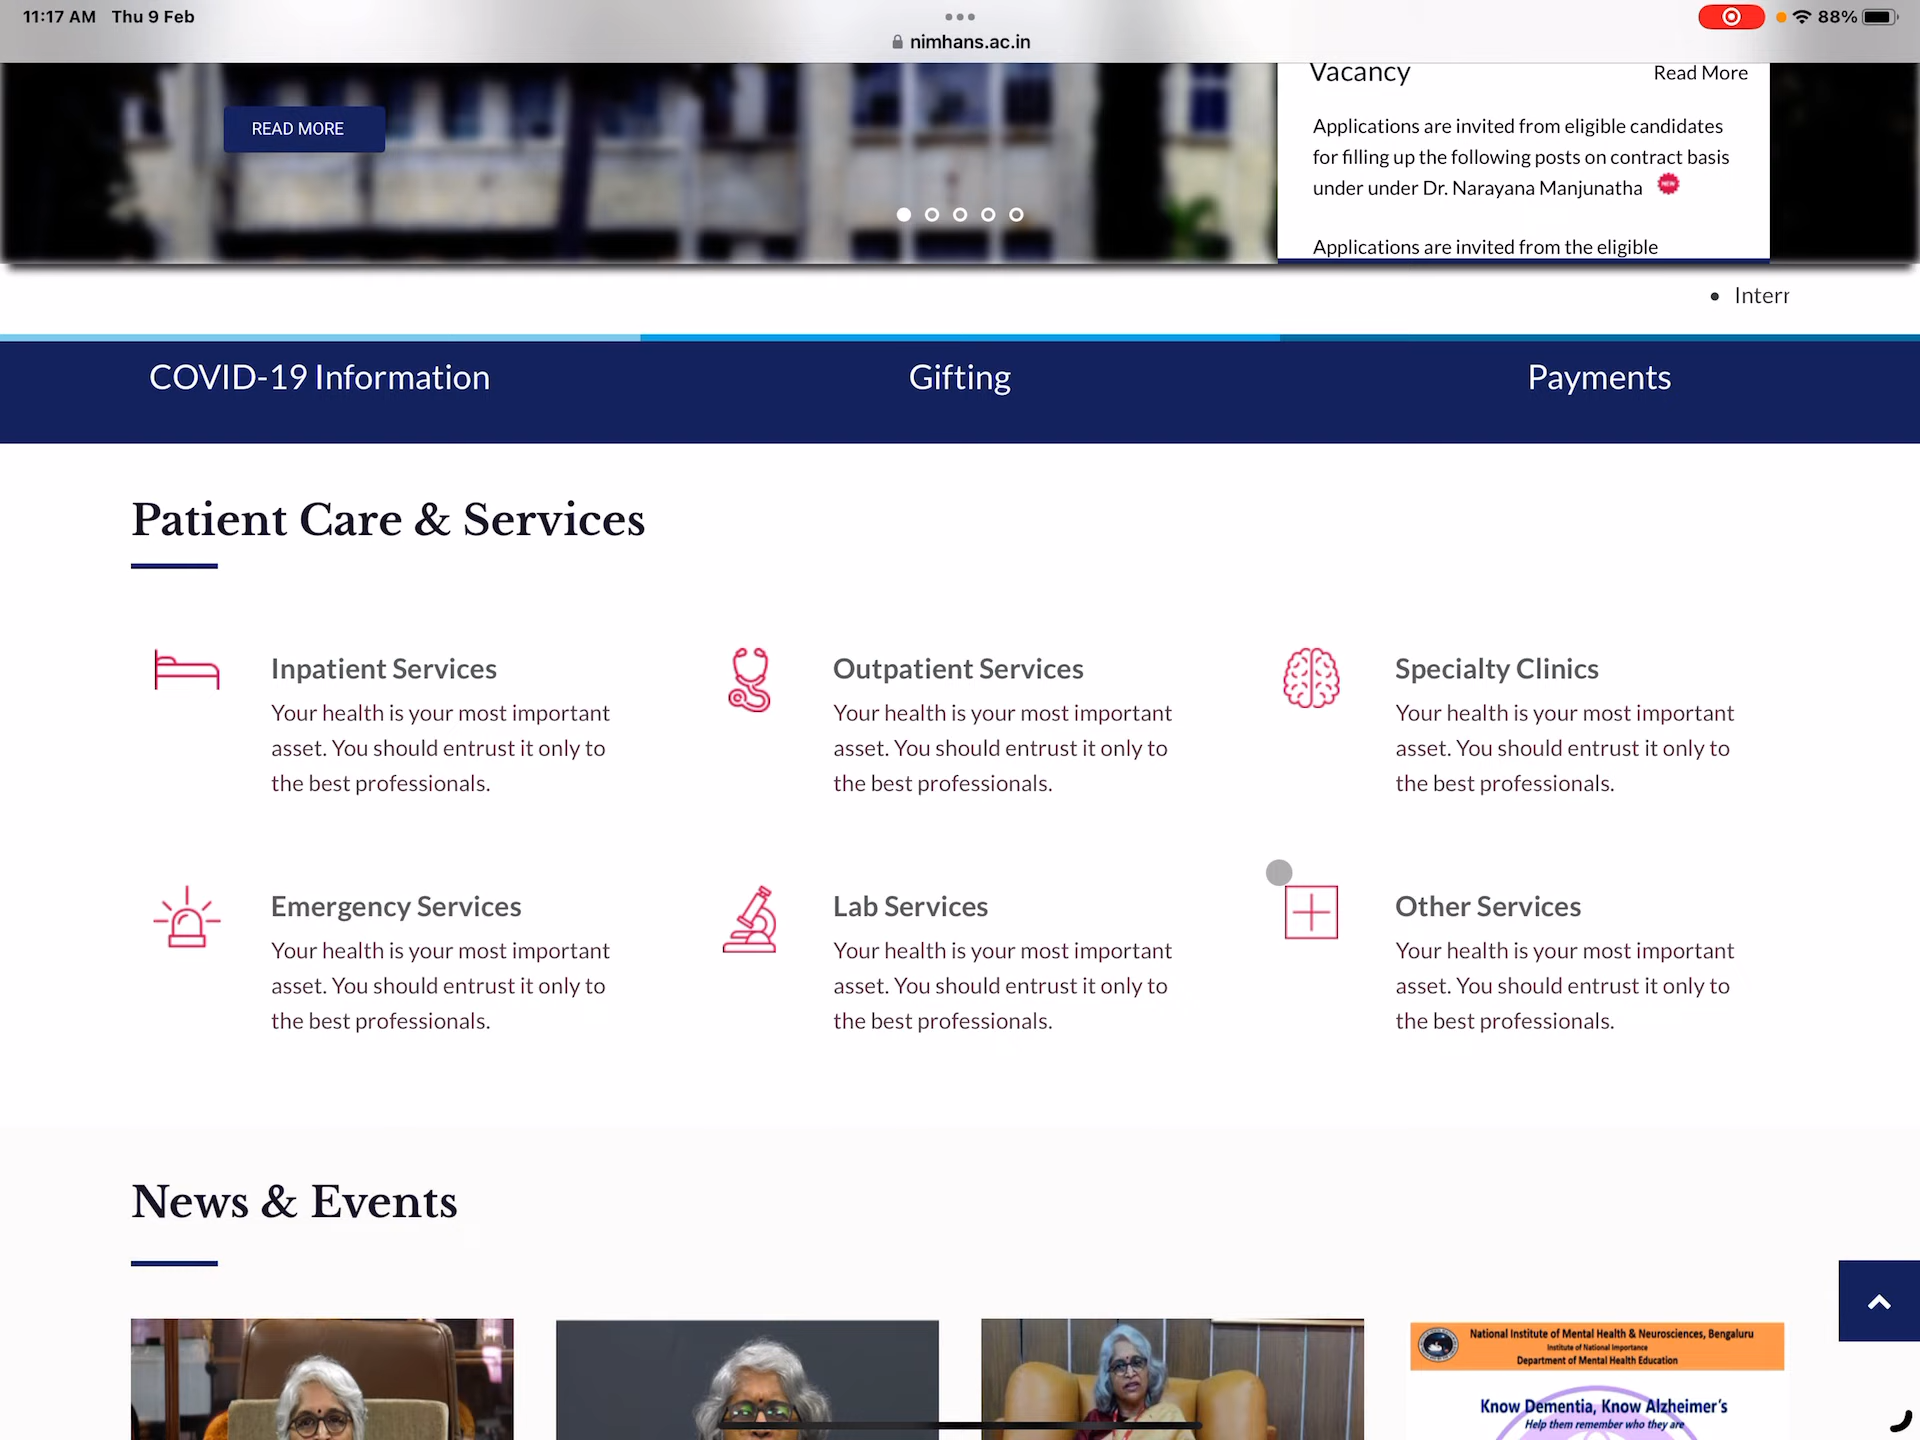 11:17 AM Thu 9 Feb
88%
nimhans.ac.in
Vacancy
Read More
READ MORE
Applications are invited from eligible candidates
for filling up the following posts on contract basis
under under Dr. Narayana Manjunatha
NEW
Applications are invited from the eligible
• Intern
COVID-19 Information
Gifting
Payments
Patient Care & Services
Inpatient Services
Your health is your most important
asset. You should entrust it only to
the best professionals.
Outpatient Services
Your health is your most important
asset. You should entrust it only to
the best professionals.
Specialty Clinics
Your health is your most important
asset. You should entrust it only to
the best professionals.
Emergency Services
Your health is your most important
asset. You should entrust it only to
the best professionals.
Lab Services
Your health is your most important
asset. You should entrust it only to
the best professionals.
Other Services
Your health is your most important
asset. You should entrust it only to
the best professionals.
News & Events
National Institute of Mental Health & Neurosciences, Bengaluru
Institute of National Importance
Department of Mental Health Education
Know Dementia, Know Alzheimer's
Help them remember who they are